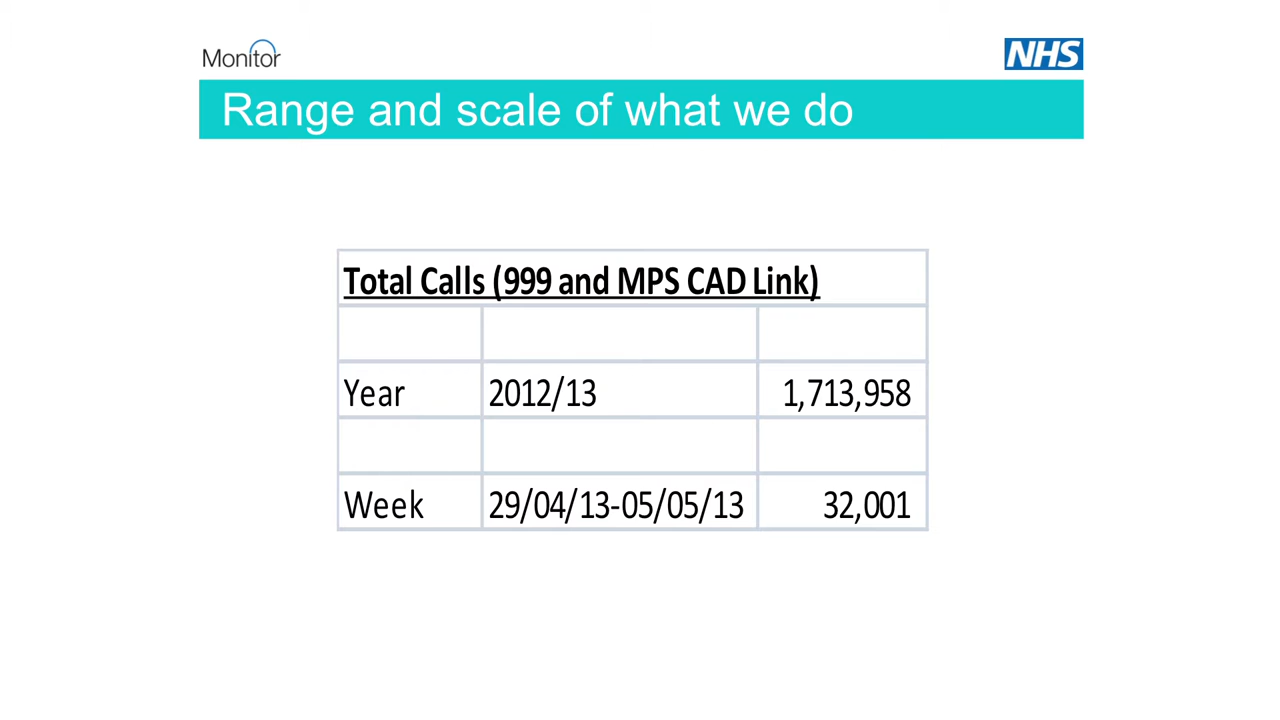 Monitor
NHS
Range and scale of what we do
Total Calls (999 and MPS CAD Link)
Year 2012/13 1,713,958
Week 29/04/13-05/05/13 32,001